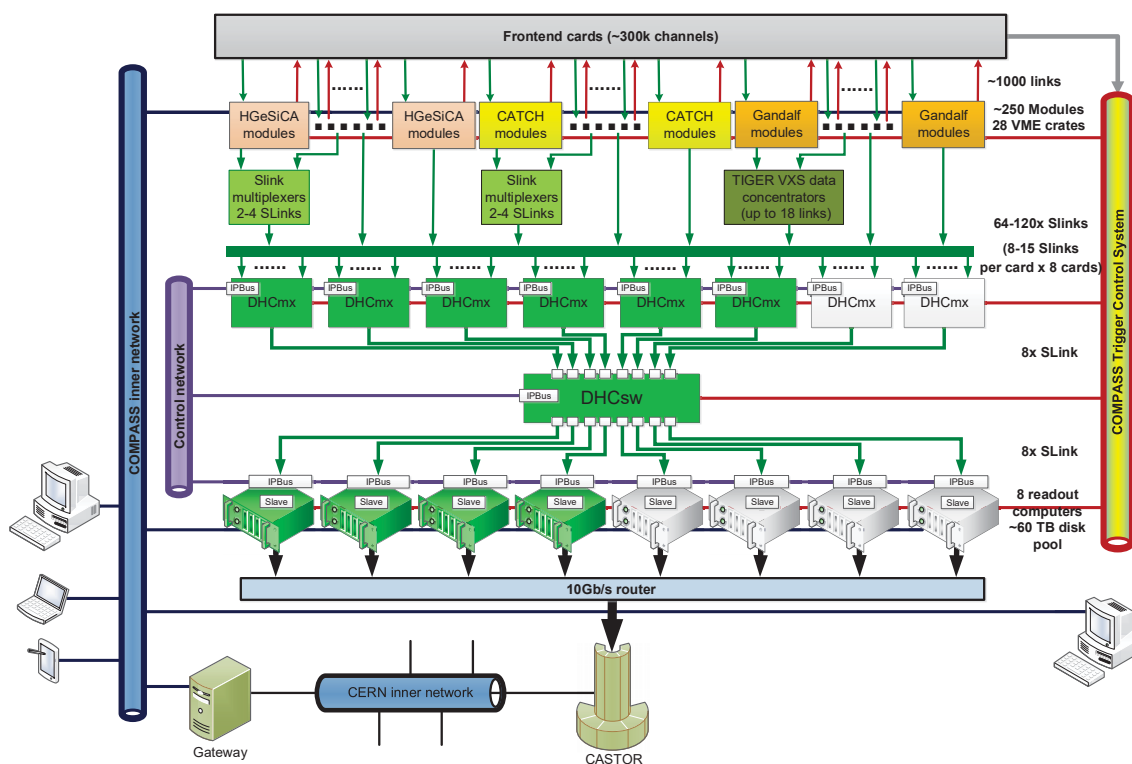 Frontend cards (~300k channels)
~1000 links
~250 Modules
28 VME crates
HGeSiCA
modules
HGeSiCA
modules
CATCH
modules
CATCH
modules
Gandalf
modules
Gandalf
modules
Slink
multiplexers
2-4 SLinks
Slink
multiplexers
2-4 SLinks
TIGER VXS data
concentrators
(up to 18 links)
64-120x Slinks
(8-15 Slinks
per card x 8 cards)
IPBus
DHCmx
IPBus
DHCmx
IPBus
DHCmx
IPBus
DHCmx
IPBus
DHCmx
IPBus
DHCmx
IPBus
DHCmx
IPBus
DHCmx
8x SLink
IPBus
DHCsw
COMPASS inner network
Control network
COMPASS Trigger Control System
8x SLink
IPBus
Slave
IPBus
Slave
IPBus
Slave
IPBus
Slave
IPBus
Slave
IPBus
Slave
IPBus
Slave
IPBus
Slave
8 readout
computers
~60 TB disk
pool
10Gb/s router
CERN inner network
Gateway
CASTOR